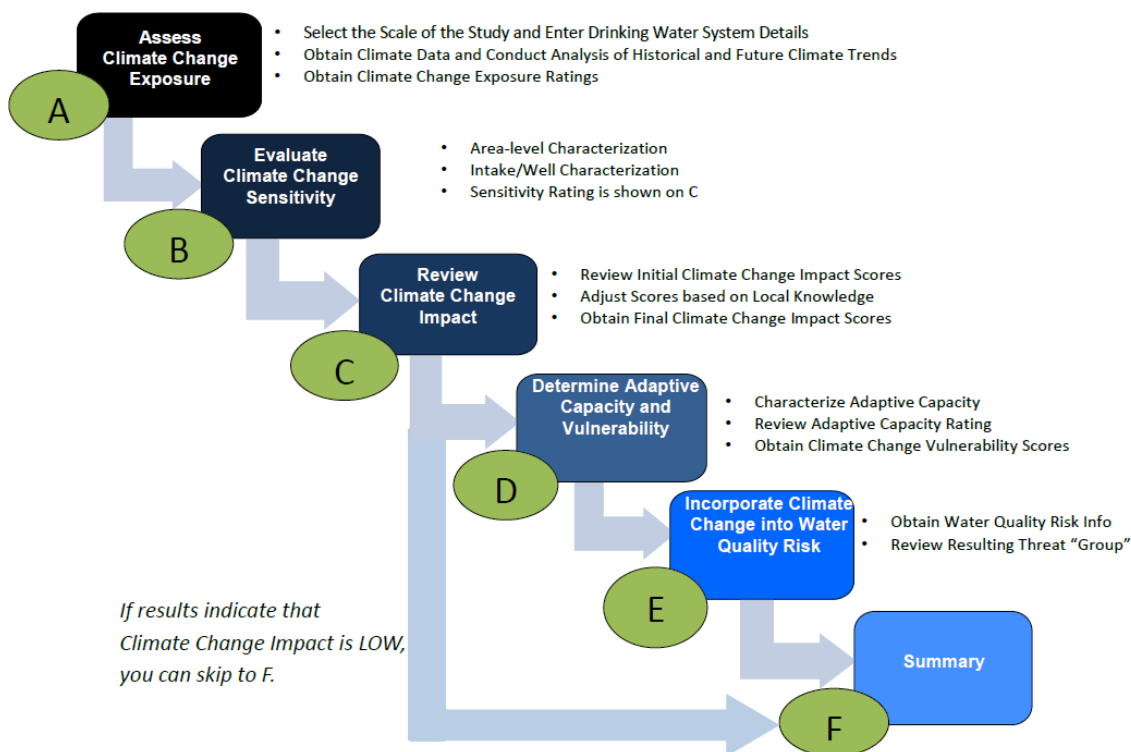 Assess
Climate Change
Exposure
A
• Select the Scale of the Study and Enter Drinking Water System Details
• Obtain Climate Data and Conduct Analysis of Historical and Future Climate Trends
• Obtain Climate Change Exposure Ratings
Evaluate
Climate Change
Sensitivity
B
• Area-level Characterization
• Intake/Well Characterization
• Sensitivity Rating is shown on C
Review
Climate Change
Impact
C
• Review Initial Climate Change Impact Scores
• Adjust Scores based on Local Knowledge
• Obtain Final Climate Change Impact Scores
Determine Adaptive
Capacity and
Vulnerability
D
• Characterize Adaptive Capacity
• Review Adaptive Capacity Rating
• Obtain Climate Change Vulnerability Scores
Incorporate Climate
Change into Water
Quality Risk
E
• Obtain Water Quality Risk Info
• Review Resulting Threat “Group”
If results indicate that
Climate Change Impact is LOW,
you can skip to F.
Summary
F